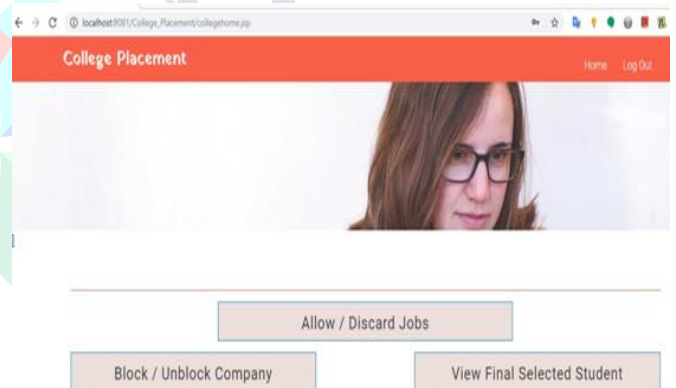 localhost:8081/College_Placement/collegehome.jsp
College Placement
Home Log Out
Allow / Discard Jobs
Block / Unblock Company
View Final Selected Student